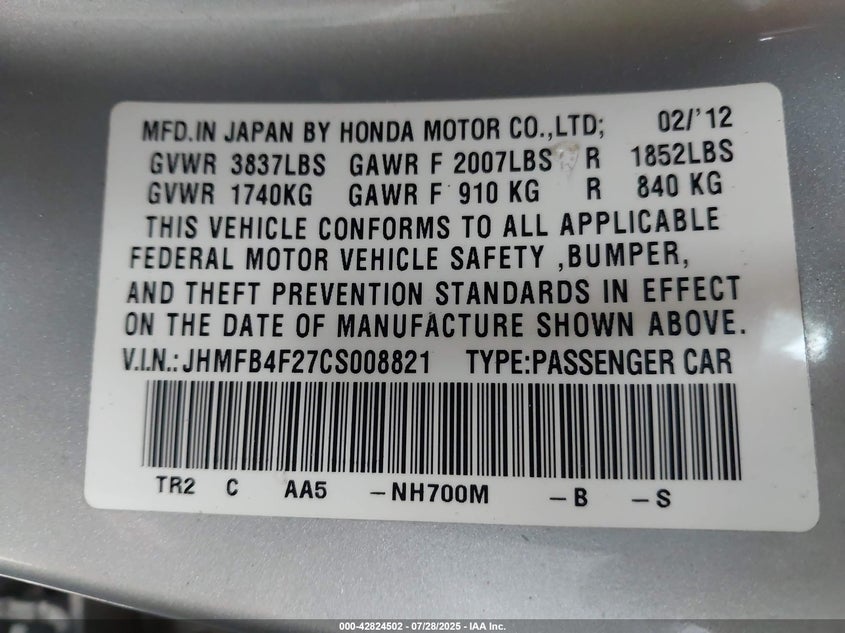 MFD.IN JAPAN BY HONDA MOTOR CO.,LTD; 02/'12
GVWR 3837LBS GAWR F 2007LBS R 1852LBS
GVWR 1740KG GAWR F 910 KG R 840 KG
THIS VEHICLE CONFORMS TO ALL APPLICABLE
FEDERAL MOTOR VEHICLE SAFETY ,BUMPER,
AND THEFT PREVENTION STANDARDS IN EFFECT
ON THE DATE OF MANUFACTURE SHOWN ABOVE.
V.I.N.:JHMFB4F27CS008821 TYPE:PASSENGER CAR
TR2 C AA5 -NH700M -B -S
000-42824502 / 07/28/2025 - IAA Inc.